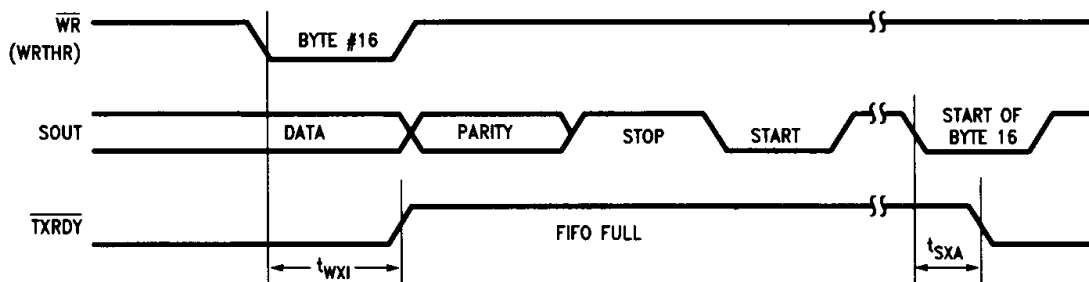 WR
(WRTHR)
BYTE #16
SOUT
DATA
PARITY
STOP
START
START OF
BYTE 16
TXRDY
FIFO FULL
tWXI
tSXA